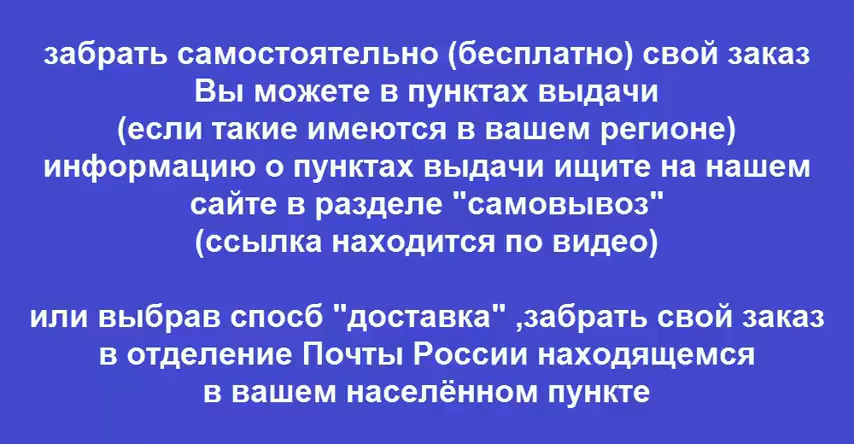 забрать самостоятельно (бесплатно) свой заказ
Вы можете в пунктах выдачи
(если такие имеются в вашем регионе)
информацию о пунктах выдачи ищите на нашем
сайте в разделе "самовывоз"
(ссылка находится по видео)
или выбрав спосб "доставка" ,забрать свой заказ
в отделение Почты России находящемся
в вашем населённом пункте